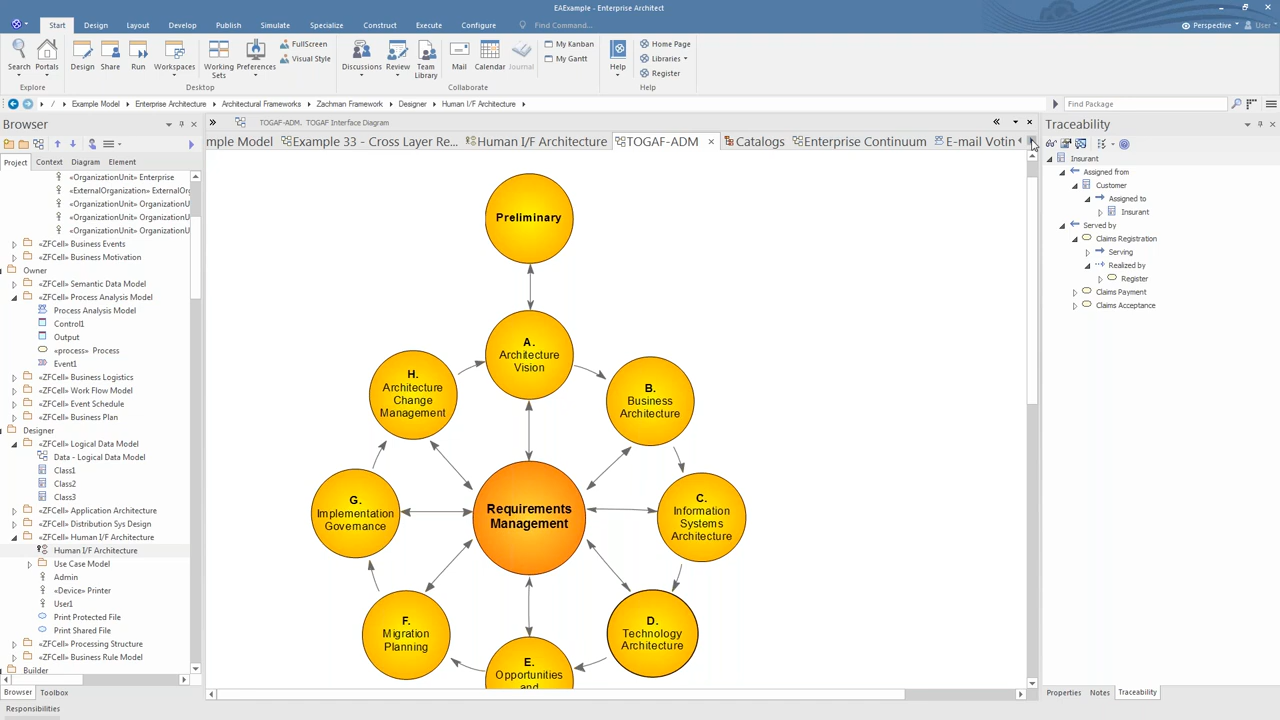 EAExample - Enterprise Architect
Start Design Layout Develop Publish Simulate Specialize Construct Execute Configure Find Command... Perspective User
Search Portals Design Share Run Workspaces Working Sets Preferences FullScreen Visual Style Discussions Review Team Library Mail Calendar Journal My Kanban My Gantt Help Home Page Libraries Register
Explore Desktop Collaborate Help
/ Example Model Enterprise Architecture Architectural Frameworks Zachman Framework Designer Human I/F Architecture Find Package
Browser
Project Context Diagram Element
«OrganizationUnit» Enterprise
«ExternalOrganization» ExternalOrg
«OrganizationUnit» OrganizationU
«OrganizationUnit» OrganizationU
«OrganizationUnit» OrganizationU
«ZFCell» Business Events
«ZFCell» Business Motivation
Owner
«ZFCell» Semantic Data Model
«ZFCell» Process Analysis Model
Process Analysis Model
Control1
Output
«process» Process
Event1
«ZFCell» Business Logistics
«ZFCell» Work Flow Model
«ZFCell» Event Schedule
«ZFCell» Business Plan
Designer
«ZFCell» Logical Data Model
Data - Logical Data Model
Class1
Class2
Class3
«ZFCell» Application Architecture
«ZFCell» Distribution Sys Design
«ZFCell» Human I/F Architecture
Human I/F Architecture
Use Case Model
Admin
«Device» Printer
User1
Print Protected File
Print Shared File
«ZFCell» Processing Structure
«ZFCell» Business Rule Model
Builder
Browser Toolbox
Responsibilities
TOGAF-ADM. TOGAF Interface Diagram
mple Model Example 33 - Cross Layer Re... Human I/F Architecture TOGAF-ADM Catalogs Enterprise Continuum E-mail Votin
Preliminary
A.
Architecture
Vision
B.
Business
Architecture
C.
Information
Systems
Architecture
D.
Technology
Architecture
E.
Opportunities
and
F.
Migration
Planning
G.
Implementation
Governance
H.
Architecture
Change
Management
Requirements
Management
Traceability
Insurant
Assigned from
Customer
Assigned to
Insurant
Served by
Claims Registration
Serving
Realized by
Register
Claims Payment
Claims Acceptance
Properties Notes Traceability